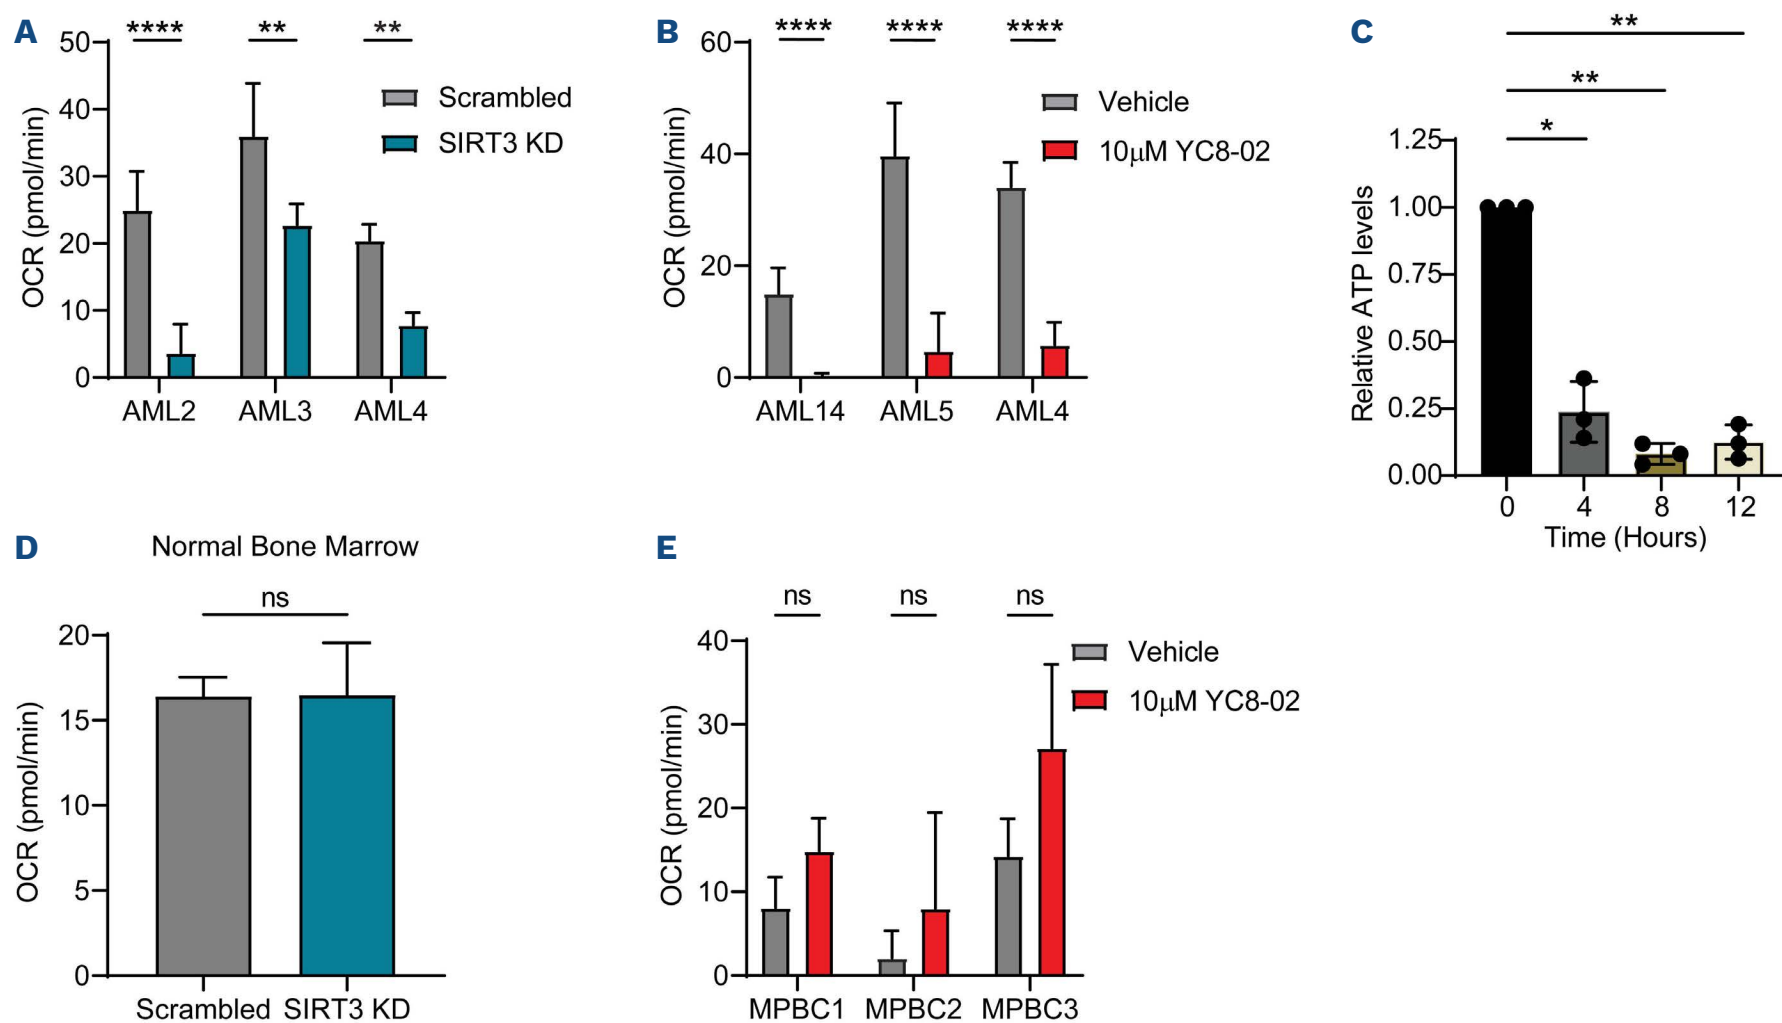 A
**** ** **
50
40
30
20
10
0
OCR (pmol/min)
Scrambled
SIRT3 KD
AML2 AML3 AML4
B
**** **** ****
60
40
20
0
OCR (pmol/min)
Vehicle
10μM YC8-02
AML14 AML5 AML4
C
**
**
*
1.25
1.00
0.75
0.50
0.25
0.00
Relative ATP levels
0 4 8 12
Time (Hours)
D
Normal Bone Marrow
ns
20
15
10
5
0
OCR (pmol/min)
Scrambled SIRT3 KD
E
ns ns ns
40
30
20
10
0
OCR (pmol/min)
Vehicle
10μM YC8-02
MPBC1 MPBC2 MPBC3